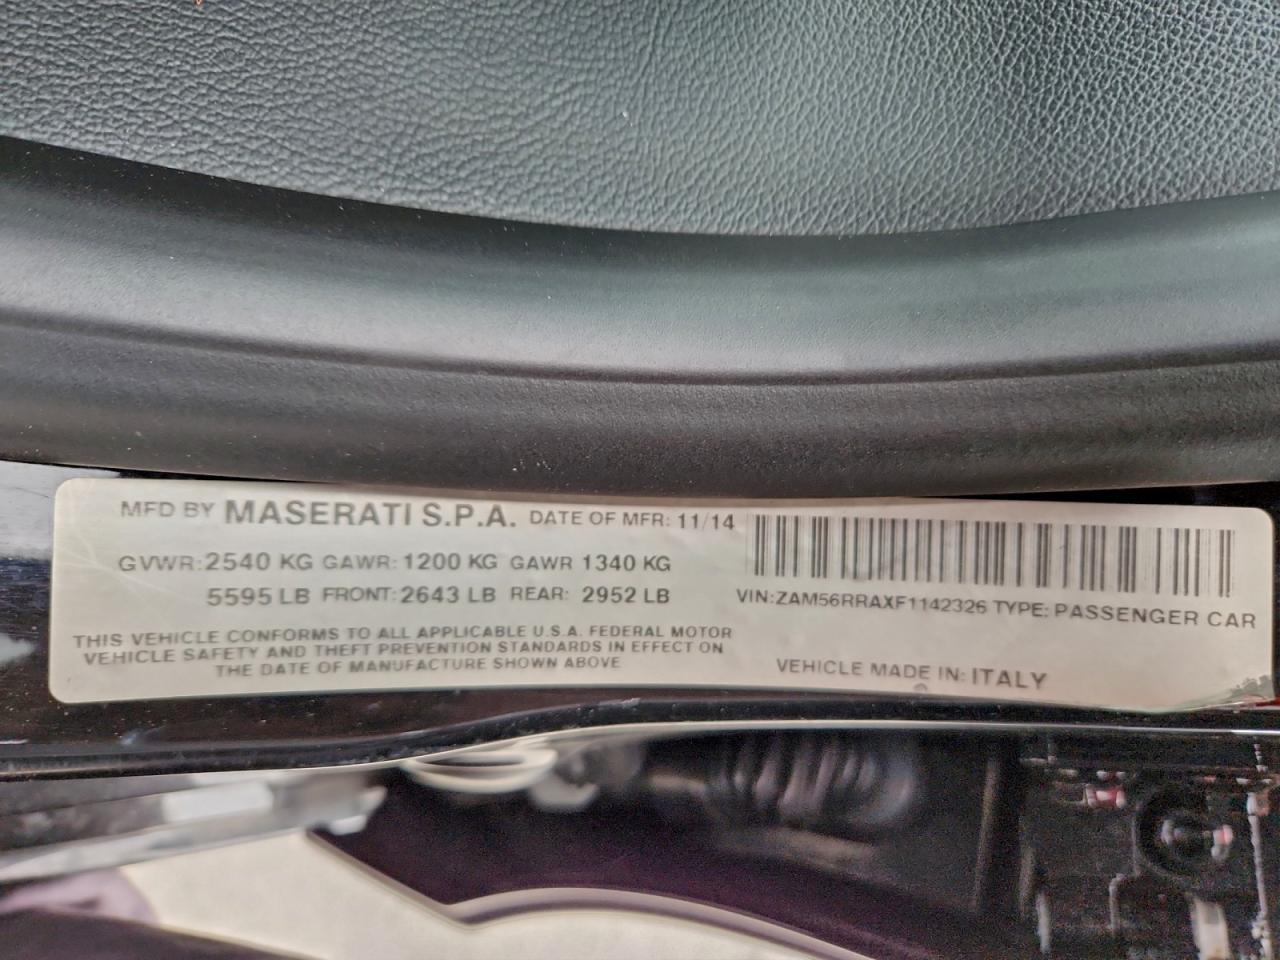 MFD BY MASERATI S.P.A. DATE OF MFR: 11/14
GVWR: 2540 KG GAWR: 1200 KG GAWR 1340 KG
5595 LB FRONT: 2643 LB REAR: 2952 LB
THIS VEHICLE CONFORMS TO ALL APPLICABLE U.S.A. FEDERAL MOTOR
VEHICLE SAFETY AND THEFT PREVENTION STANDARDS IN EFFECT ON
THE DATE OF MANUFACTURE SHOWN ABOVE
VIN:ZAM56RRAXF1142326 TYPE: PASSENGER CAR
VEHICLE MADE IN: ITALY